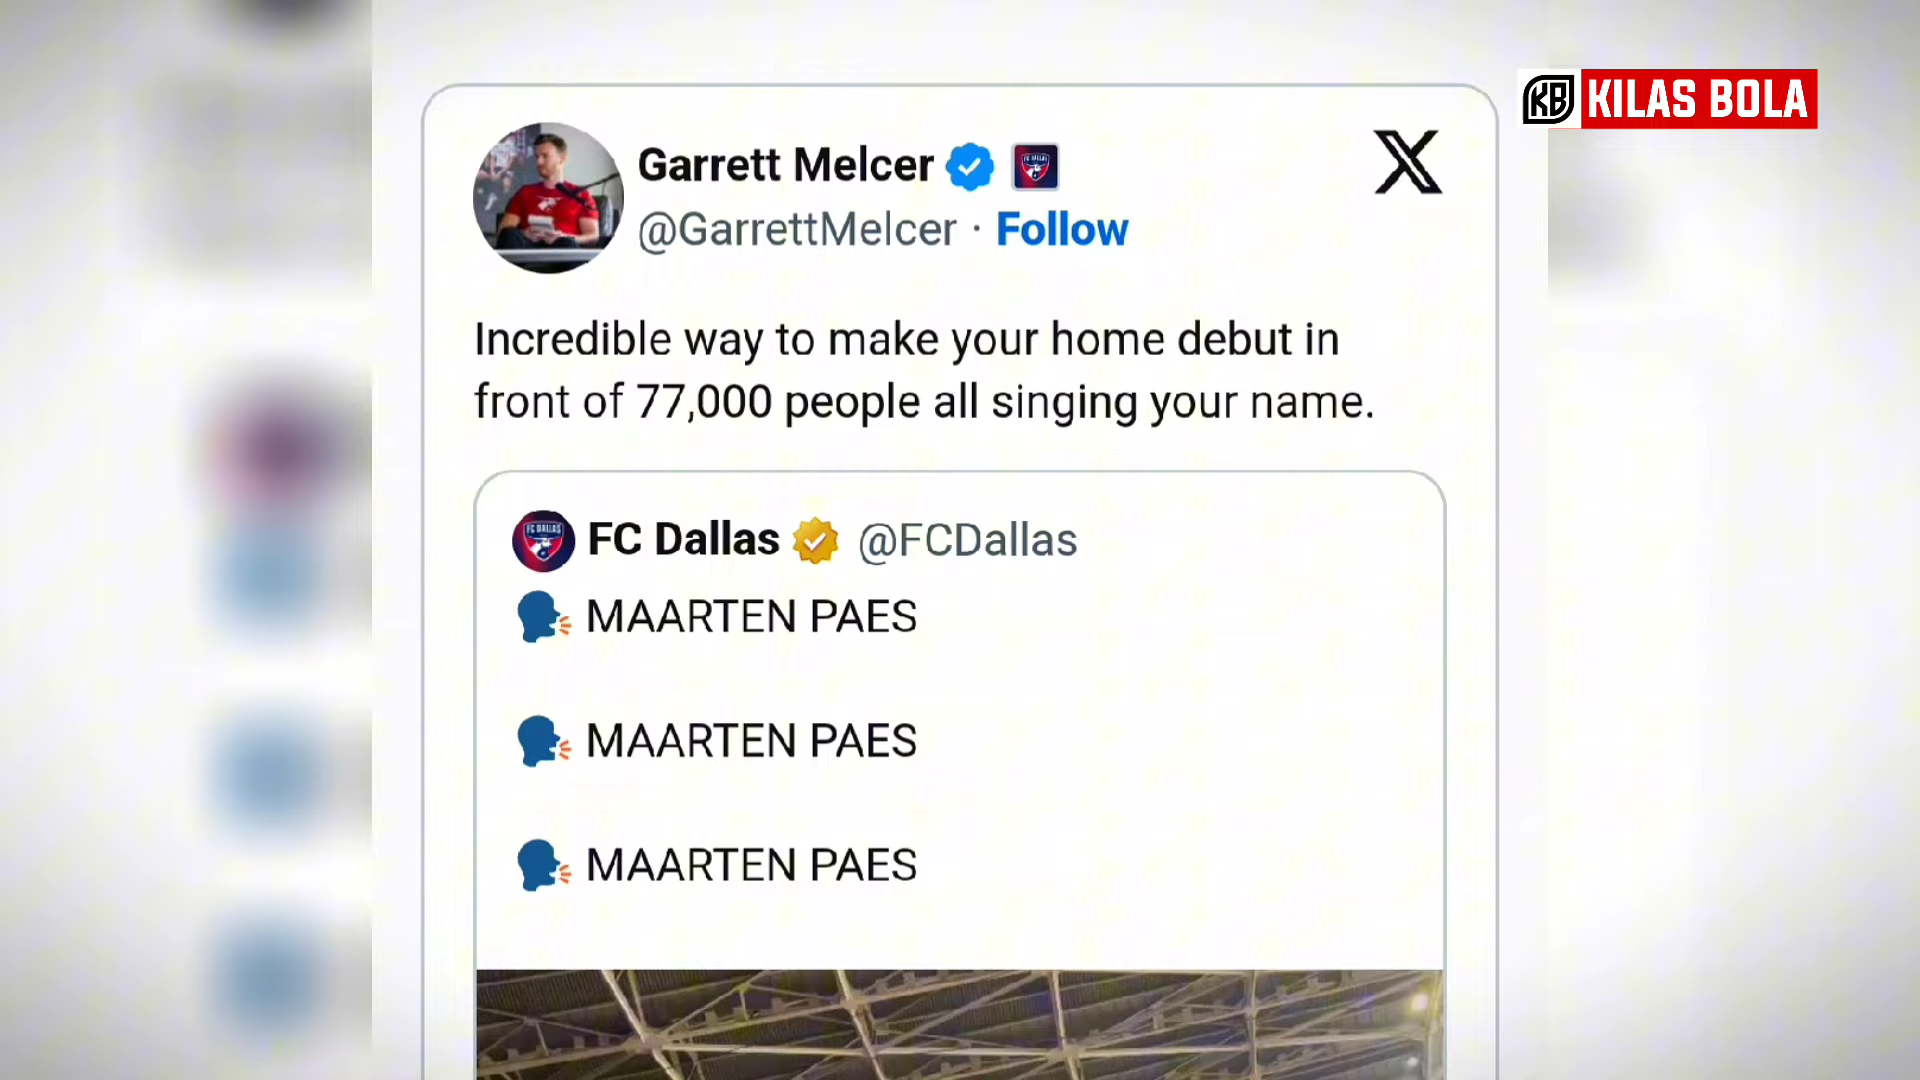 KB KILAS BOLA
Garrett Melcer
@GarrettMelcer · Follow
Incredible way to make your home debut in
front of 77,000 people all singing your name.
FC Dallas @FCDallas
MAARTEN PAES
MAARTEN PAES
MAARTEN PAES